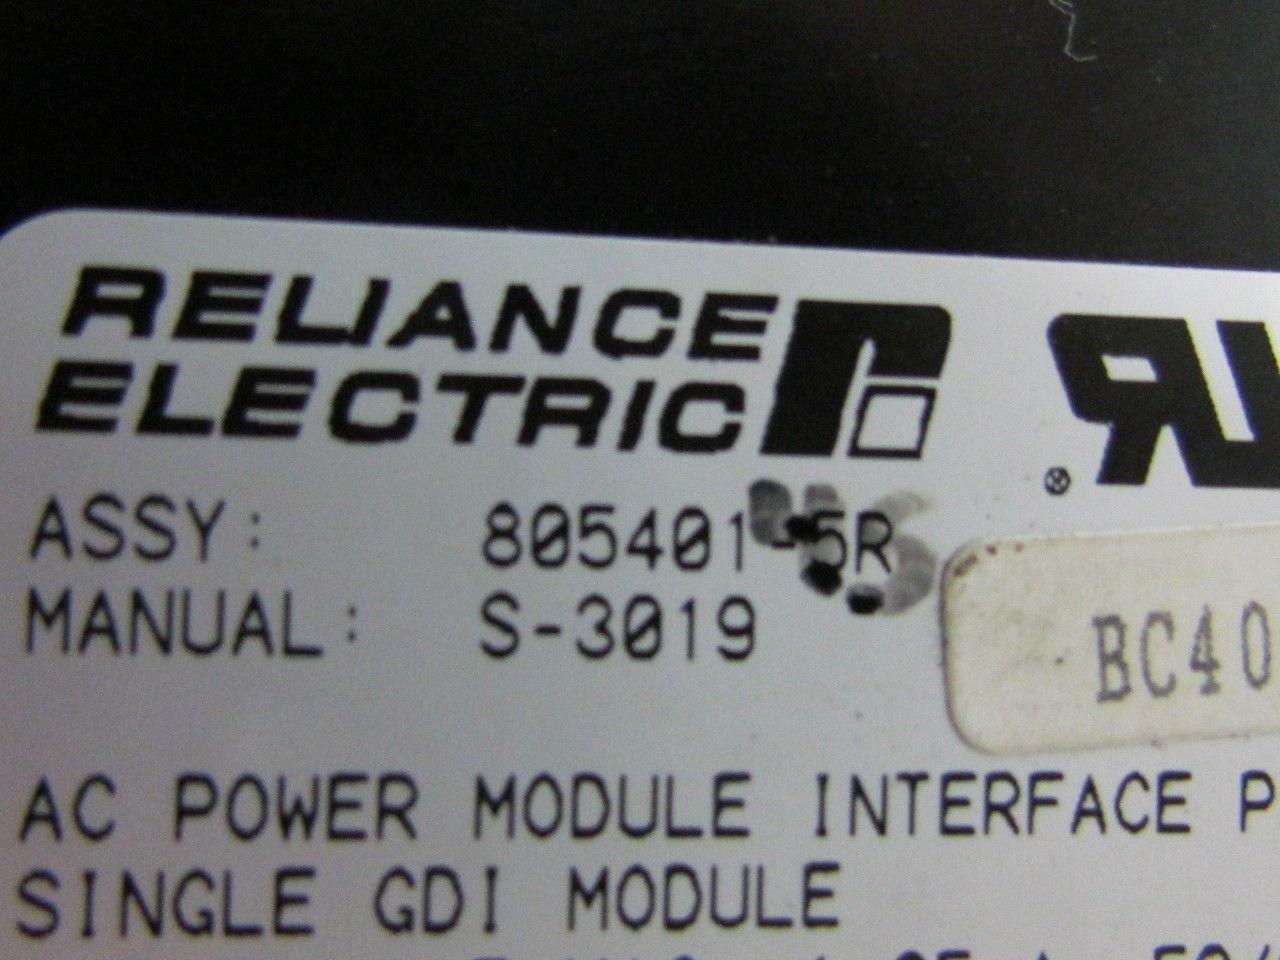 RELIANCE
ELECTRIC
ASSY: 805401-5R
MANUAL: S-3019
BC40
AC POWER MODULE INTERFACE P
SINGLE GDI MODULE